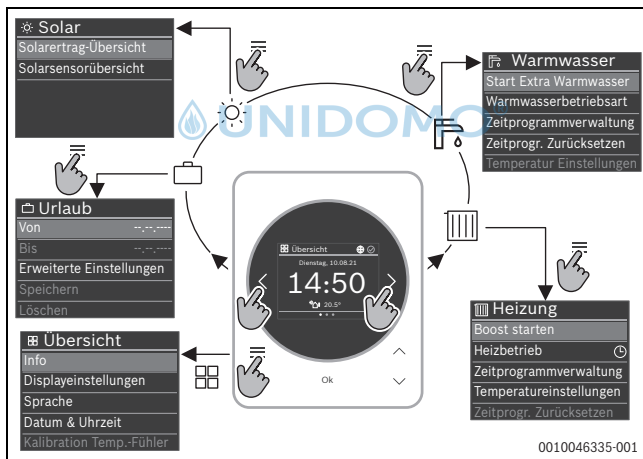 Solar
Solarertrag-Übersicht
Solarsensorübersicht
Warmwasser
Start Extra Warmwasser
Warmwasserbetriebsart
Zeitprogrammverwaltung
Zeitprogr. Zurücksetzen
Temperatur Einstellungen
UNIDOMO®
Urlaub
Von --.--.----
Bis --.--.----
Erweiterte Einstellungen
Speichern
Löschen
Übersicht
Dienstag, 10.08.21
14:50
20.5°
Ok
Übersicht
Info
Displayeinstellungen
Sprache
Datum & Uhrzeit
Kalibration Temp.-Fühler
Heizung
Boost starten
Heizbetrieb
Zeitprogrammverwaltung
Temperatureinstellungen
Zeitprogr. Zurücksetzen
0010046335-001